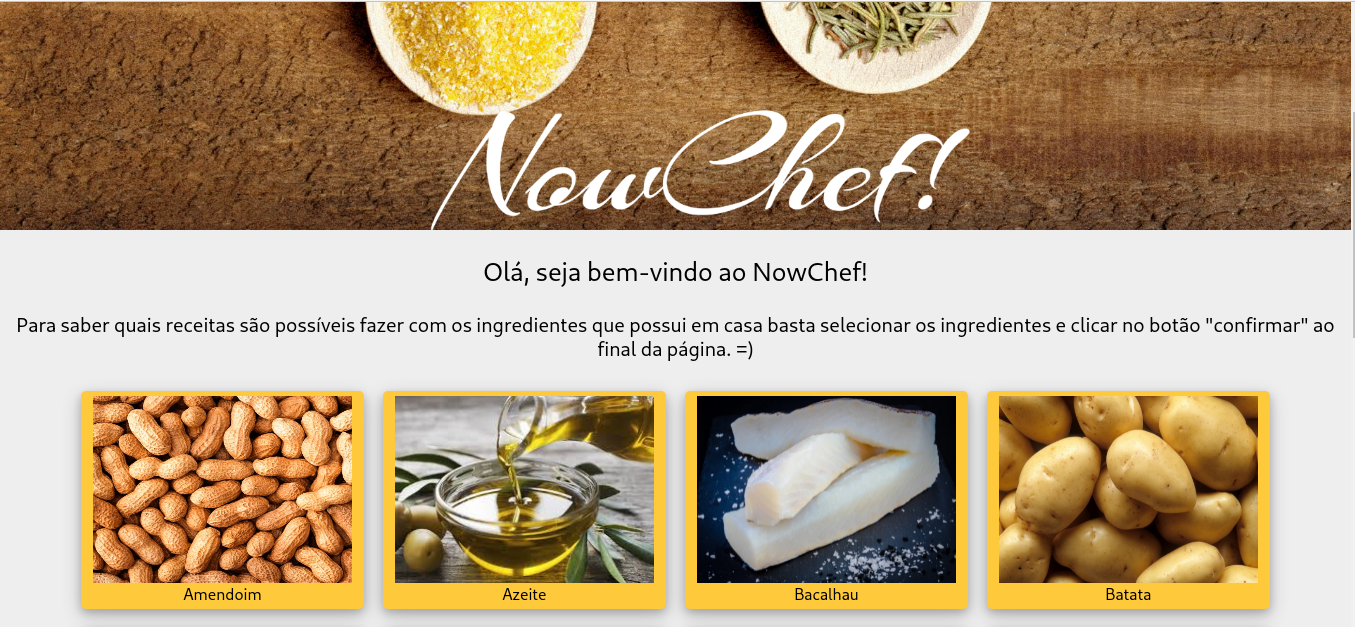 NowChef!
Olá, seja bem-vindo ao NowChef!
Para saber quais receitas são possíveis fazer com os ingredientes que possui em casa basta selecionar os ingredientes e clicar no botão "confirmar" ao
final da página. =)
Amendoim
Azeite
Bacalhau
Batata